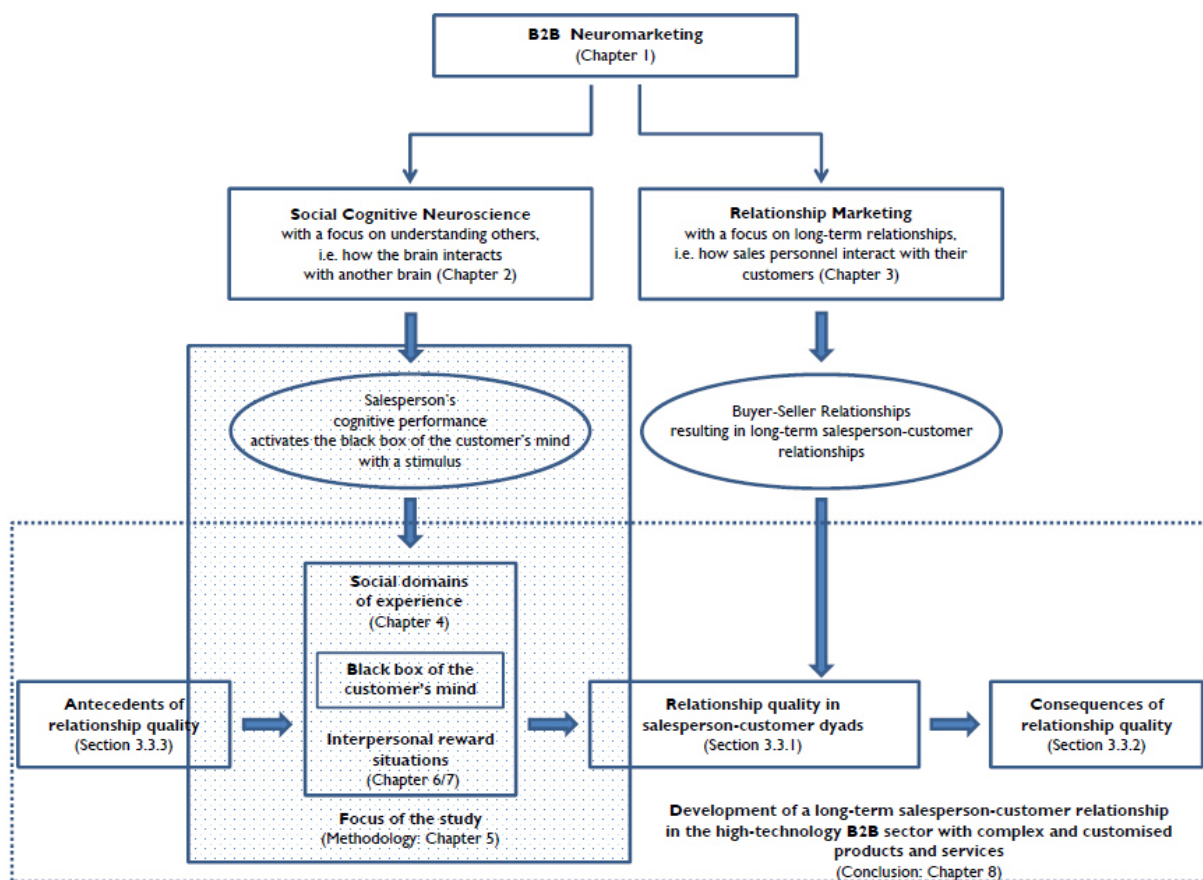 B2B Neuromarketing
(Chapter 1)
Social Cognitive Neuroscience
with a focus on understanding others,
i.e. how the brain interacts
with another brain (Chapter 2)
Relationship Marketing
with a focus on long-term relationships,
i.e. how sales personnel interact with their
customers (Chapter 3)
Salesperson's
cognitive performance
activates the black box of the customer's mind
with a stimulus
Buyer-Seller Relationships
resulting in long-term salesperson-customer
relationships
Social domains
of experience
(Chapter 4)
Black box of the
customer's mind
Interpersonal reward
situations
(Chapter 6/7)
Antecedents of
relationship quality
(Section 3.3.3)
Relationship quality in
salesperson-customer dyads
(Section 3.3.1)
Consequences of
relationship quality
(Section 3.3.2)
Focus of the study
(Methodology: Chapter 5)
Development of a long-term salesperson-customer relationship
in the high-technology B2B sector with complex and customised
products and services
(Conclusion: Chapter 8)